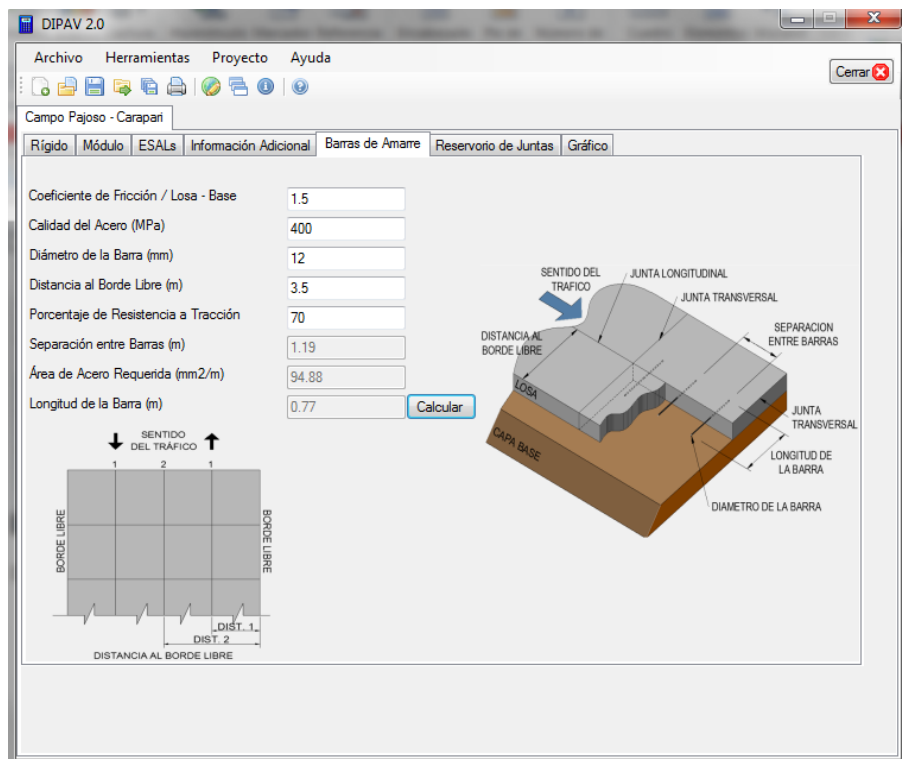 DIPAV 2.0
Archivo Herramientas Proyecto Ayuda
Cerrar
Campo Pajoso - Carapari
Rígido Módulo ESALs Información Adicional Barras de Amarre Reservorio de Juntas Gráfico
Coeficiente de Fricción / Losa - Base 1.5
Calidad del Acero (MPa) 400
Diámetro de la Barra (mm) 12
Distancia al Borde Libre (m) 3.5
Porcentaje de Resistencia a Tracción 70
Separación entre Barras (m) 1.19
Área de Acero Requerida (mm2/m) 94.88
Longitud de la Barra (m) 0.77 Calcular
SENTIDO DEL
TRAFICO
JUNTA LONGITUDINAL
JUNTA TRANSVERSAL
SEPARACION
ENTRE BARRAS
DISTANCIA AL
BORDE LIBRE
LOSA
CAPA BASE
JUNTA
TRANSVERSAL
LONGITUD DE
LA BARRA
DIAMETRO DE LA BARRA
SENTIDO
DEL TRÁFICO
1 2 1
BORDE LIBRE
BORDE LIBRE
DIST. 1
DIST. 2
DISTANCIA AL BORDE LIBRE